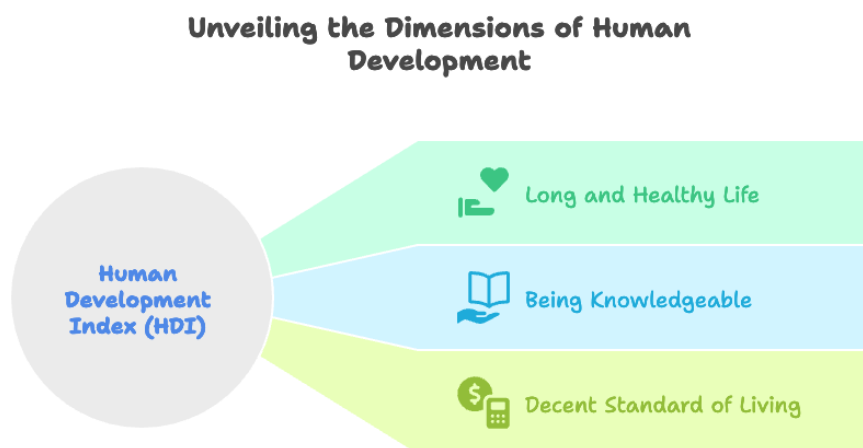 Unveiling the Dimensions of Human
Development
Long and Healthy Life
Human
Development
Index (HDI)
Being Knowledgeable
Decent Standard of Living